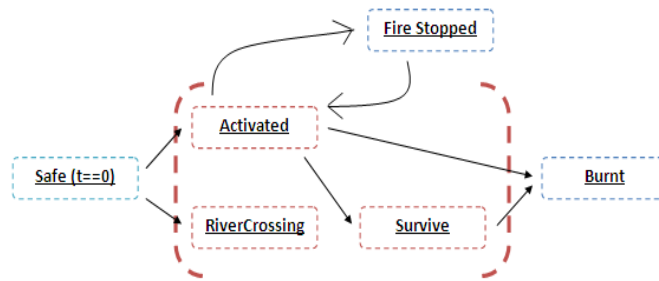 Fire Stopped
Activated
Safe (t==0)
Burnt
RiverCrossing
Survive